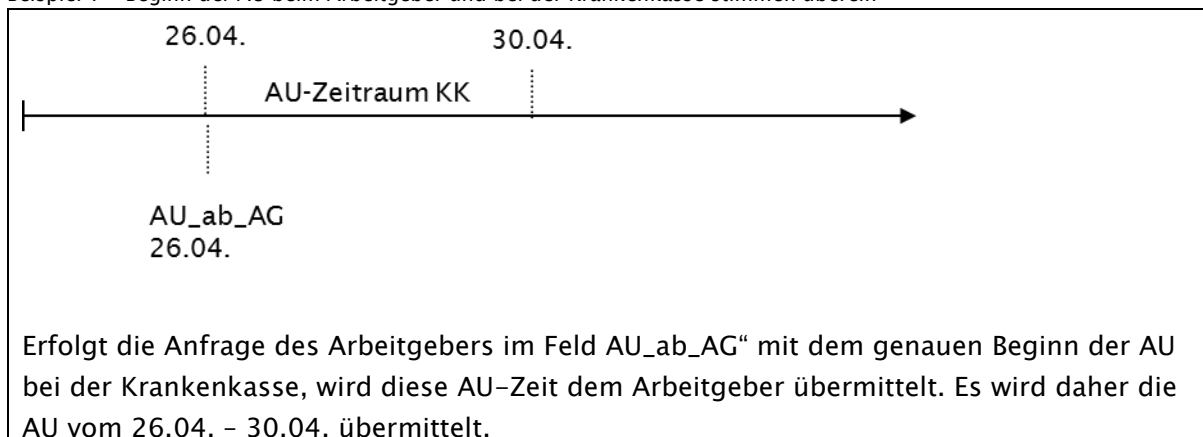 26.04. 30.04.
AU-Zeitraum KK
AU_ab_AG
26.04.
Erfolgt die Anfrage des Arbeitgebers im Feld AU_ab_AG“ mit dem genauen Beginn der AU
bei der Krankenkasse, wird diese AU-Zeit dem Arbeitgeber übermittelt. Es wird daher die
AU vom 26.04. – 30.04. übermittelt.